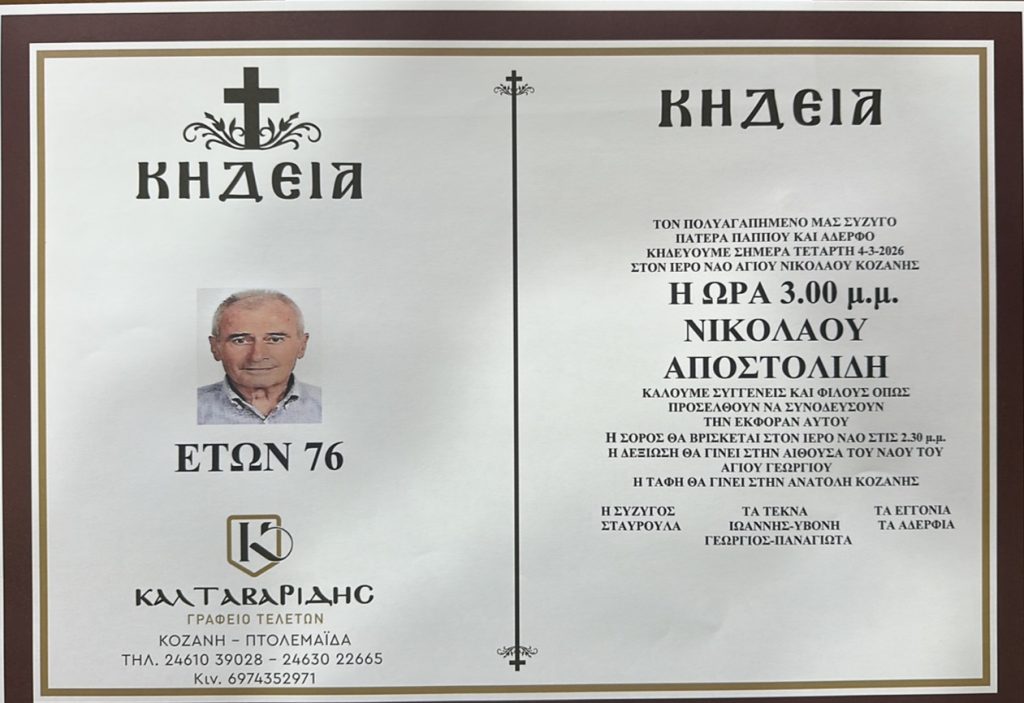 ΚΗΔΕΙΑ
ΕΤΩΝ 76
Κ
ΚΑΛΤΑΒΑΡΙΔΗΣ
ΓΡΑΦΕΙΟ ΤΕΛΕΤΩΝ
ΚΟΖΑΝΗ – ΠΤΟΛΕΜΑΪΔΑ
ΤΗΛ. 24610 39028 – 24630 22665
Κιν. 6974352971
ΚΗΔΕΙΑ
ΤΟΝ ΠΟΛΥΑΓΑΠΗΜΕΝΟ ΜΑΣ ΣΥΖΥΓΟ
ΠΑΤΕΡΑ ΠΑΠΠΟΥ ΚΑΙ ΑΔΕΡΦΟ
ΚΗΔΕΥΟΥΜΕ ΣΗΜΕΡΑ ΤΕΤΑΡΤΗ 4-3-2026
ΣΤΟΝ ΙΕΡΟ ΝΑΟ ΑΓΙΟΥ ΝΙΚΟΛΑΟΥ ΚΟΖΑΝΗΣ
Η ΩΡΑ 3.00 μ.μ.
ΝΙΚΟΛΑΟΥ
ΑΠΟΣΤΟΛΙΔΗ
ΚΑΛΟΥΜΕ ΣΥΓΓΕΝΕΙΣ ΚΑΙ ΦΙΛΟΥΣ ΟΠΩΣ
ΠΡΟΣΕΛΘΟΥΝ ΝΑ ΣΥΝΟΔΕΥΣΟΥΝ
ΤΗΝ ΕΚΦΟΡΑΝ ΑΥΤΟΥ
Η ΣΟΡΟΣ ΘΑ ΒΡΙΣΚΕΤΑΙ ΣΤΟΝ ΙΕΡΟ ΝΑΟ ΣΤΙΣ 2.30 μ.μ.
Η ΔΕΞΙΩΣΗ ΘΑ ΓΙΝΕΙ ΣΤΗΝ ΑΙΘΟΥΣΑ ΤΟΥ ΝΑΟΥ ΤΟΥ
ΑΓΙΟΥ ΓΕΩΡΓΙΟΥ
Η ΤΑΦΗ ΘΑ ΓΙΝΕΙ ΣΤΗΝ ΑΝΑΤΟΛΗ ΚΟΖΑΝΗΣ
Η ΣΥΖΥΓΟΣ ΤΑ ΤΕΚΝΑ ΤΑ ΕΓΓΟΝΙΑ
ΣΤΑΥΡΟΥΛΑ ΙΩΑΝΝΗΣ-ΥΒΟΝΗ ΤΑ ΑΔΕΡΦΙΑ
ΓΕΩΡΓΙΟΣ-ΠΑΝΑΓΙΩΤΑ